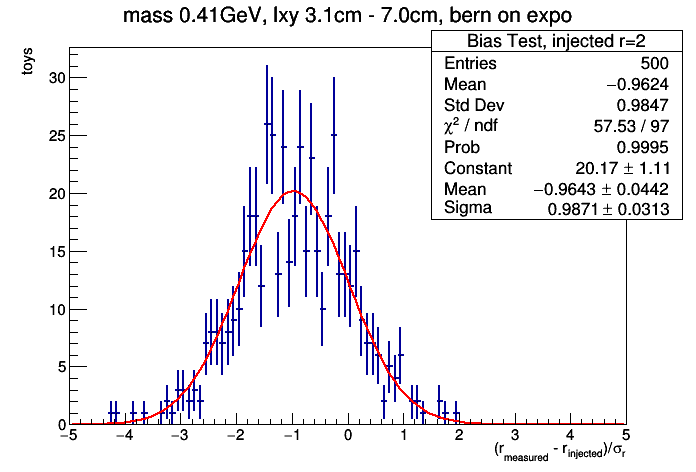 mass 0.41GeV, lxy 3.1cm - 7.0cm, bern on expo
Bias Test, injected r=2
Entries 500
Mean −0.9624
Std Dev 0.9847
χ² / ndf 57.53 / 97
Prob 0.9995
Constant 20.17 ± 1.11
Mean −0.9643 ± 0.0442
Sigma 0.9871 ± 0.0313
toys
30
25
20
15
10
5
0
−5 −4 −3 −2 −1 0 1 2 3 4 5
(r_measured - r_injected)/σ_r